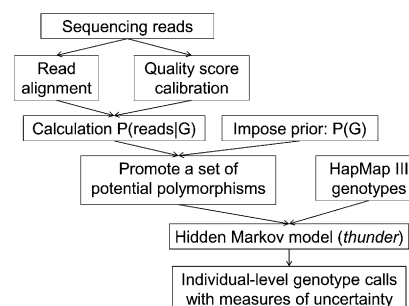 Sequencing reads
Read
alignment
Quality score
calibration
Calculation P(reads|G)
Impose prior: P(G)
Promote a set of
potential polymorphisms
HapMap III
genotypes
Hidden Markov model (thunder)
Individual-level genotype calls
with measures of uncertainty